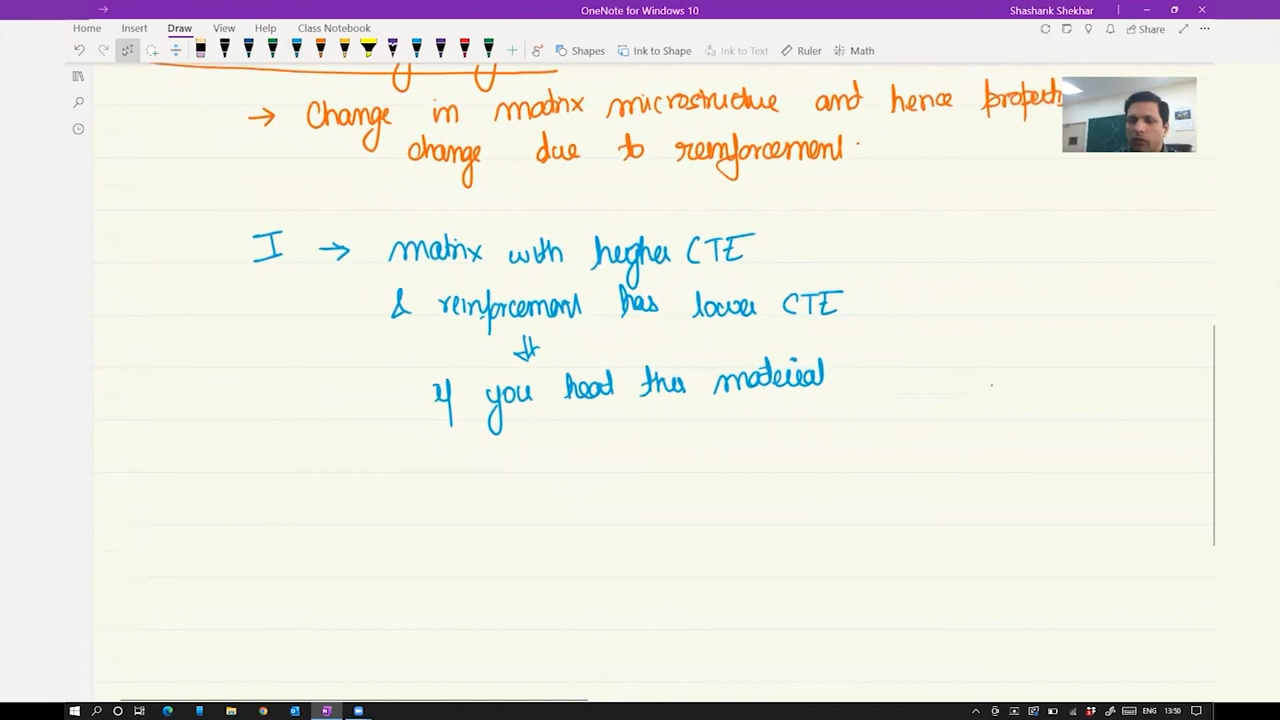 OneNote for Windows 10
Shashank Shekhar
Home Insert Draw View Help Class Notebook
Share
Shapes Ink to Shape Ink to Text Ruler Math
→ Change in matrix microstructure and hence
change due to reinforcement.
I → matrix with higher CTE
& reinforcement has lower CTE
If you heat this material
ENG 13:50